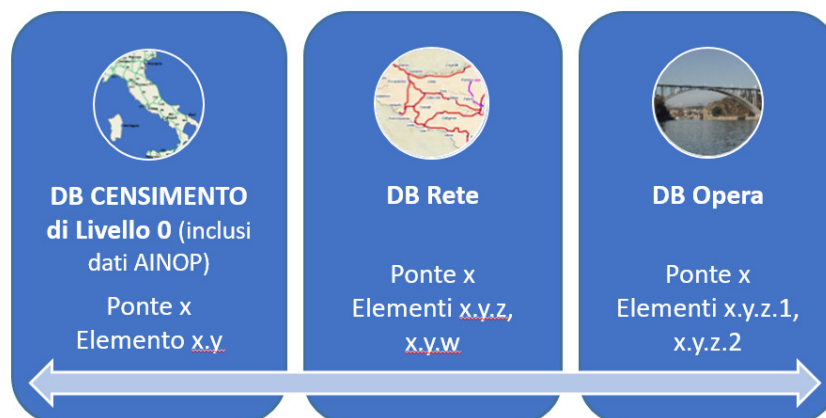 DB CENSIMENTO
di Livello 0 (inclusi
dati AINOP)
Ponte x
Elemento x.y
DB Rete
Ponte x
Elementi x.y.z,
x.y.w
DB Opera
Ponte x
Elementi x.y.z.1,
x.y.z.2